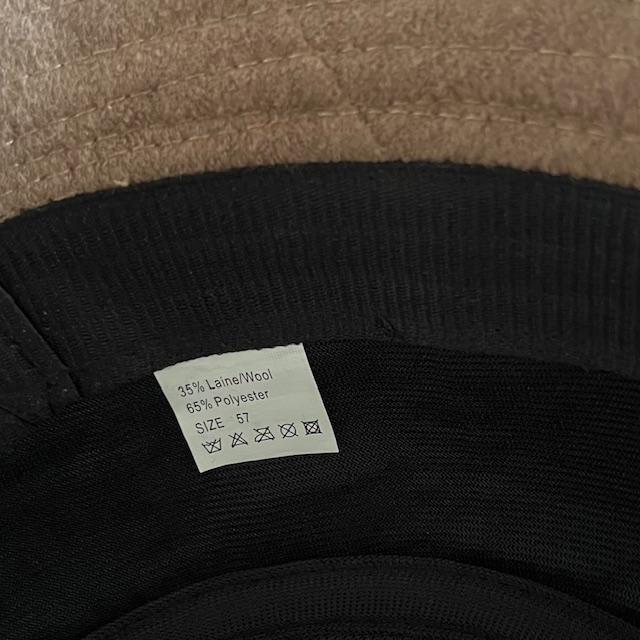 35% Laine/Wool
65% Polyester
SIZE 57